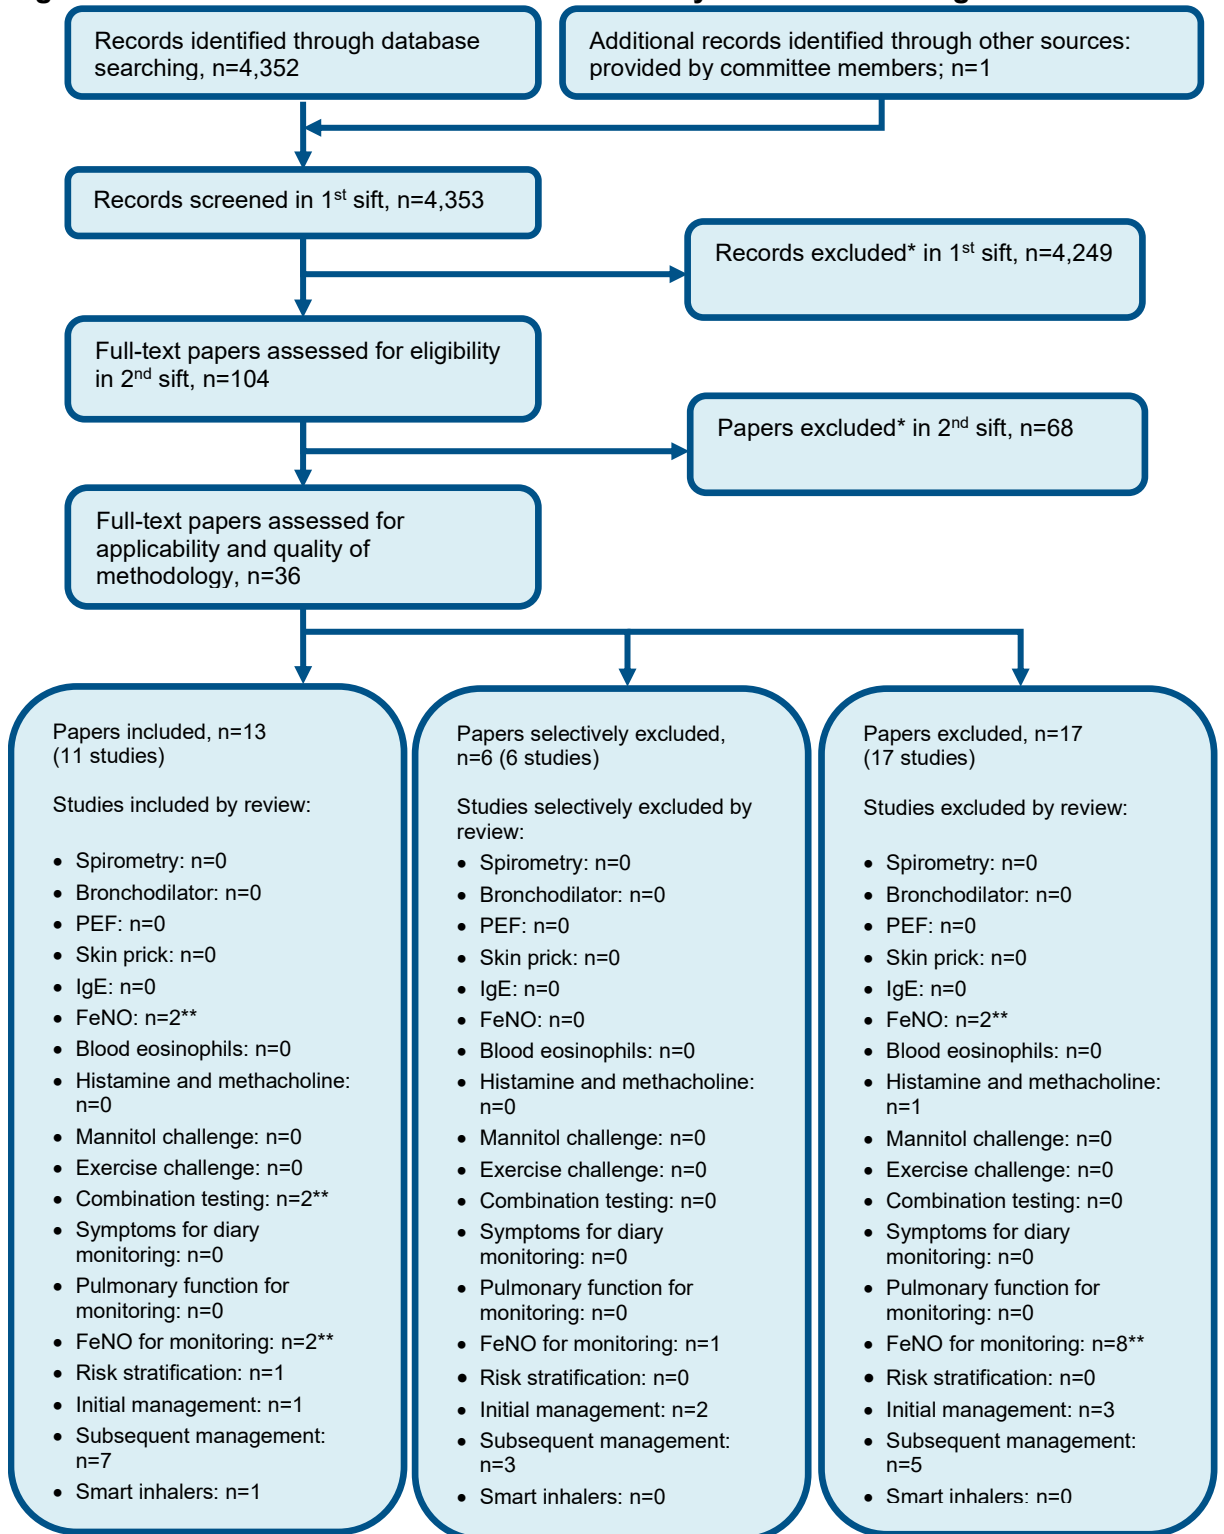 Records identified through database
searching, n=4,352
Additional records identified through other sources:
provided by committee members; n=1
Records screened in 1st sift, n=4,353
Records excluded* in 1st sift, n=4,249
Full-text papers assessed for eligibility
in 2nd sift, n=104
Papers excluded* in 2nd sift, n=68
Full-text papers assessed for
applicability and quality of
methodology, n=36
Papers included, n=13
(11 studies)
Studies included by review:
• Spirometry: n=0
• Bronchodilator: n=0
• PEF: n=0
• Skin prick: n=0
• IgE: n=0
• FeNO: n=2**
• Blood eosinophils: n=0
• Histamine and methacholine:
n=0
• Mannitol challenge: n=0
• Exercise challenge: n=0
• Combination testing: n=2**
• Symptoms for diary
monitoring: n=0
• Pulmonary function for
monitoring: n=0
• FeNO for monitoring: n=2**
• Risk stratification: n=1
• Initial management: n=1
• Subsequent management:
n=7
• Smart inhalers: n=1
Papers selectively excluded,
n=6 (6 studies)
Studies selectively excluded by
review:
• Spirometry: n=0
• Bronchodilator: n=0
• PEF: n=0
• Skin prick: n=0
• IgE: n=0
• FeNO: n=0
• Blood eosinophils: n=0
• Histamine and methacholine:
n=0
• Mannitol challenge: n=0
• Exercise challenge: n=0
• Combination testing: n=0
• Symptoms for diary
monitoring: n=0
• Pulmonary function for
monitoring: n=0
• FeNO for monitoring: n=1
• Risk stratification: n=0
• Initial management: n=2
• Subsequent management:
n=3
• Smart inhalers: n=0
Papers excluded, n=17
(17 studies)
Studies excluded by review:
• Spirometry: n=0
• Bronchodilator: n=0
• PEF: n=0
• Skin prick: n=0
• IgE: n=0
• FeNO: n=2**
• Blood eosinophils: n=0
• Histamine and methacholine:
n=1
• Mannitol challenge: n=0
• Exercise challenge: n=0
• Combination testing: n=0
• Symptoms for diary
monitoring: n=0
• Pulmonary function for
monitoring: n=0
• FeNO for monitoring: n=8**
• Risk stratification: n=0
• Initial management: n=3
• Subsequent management:
n=5
• Smart inhalers: n=0